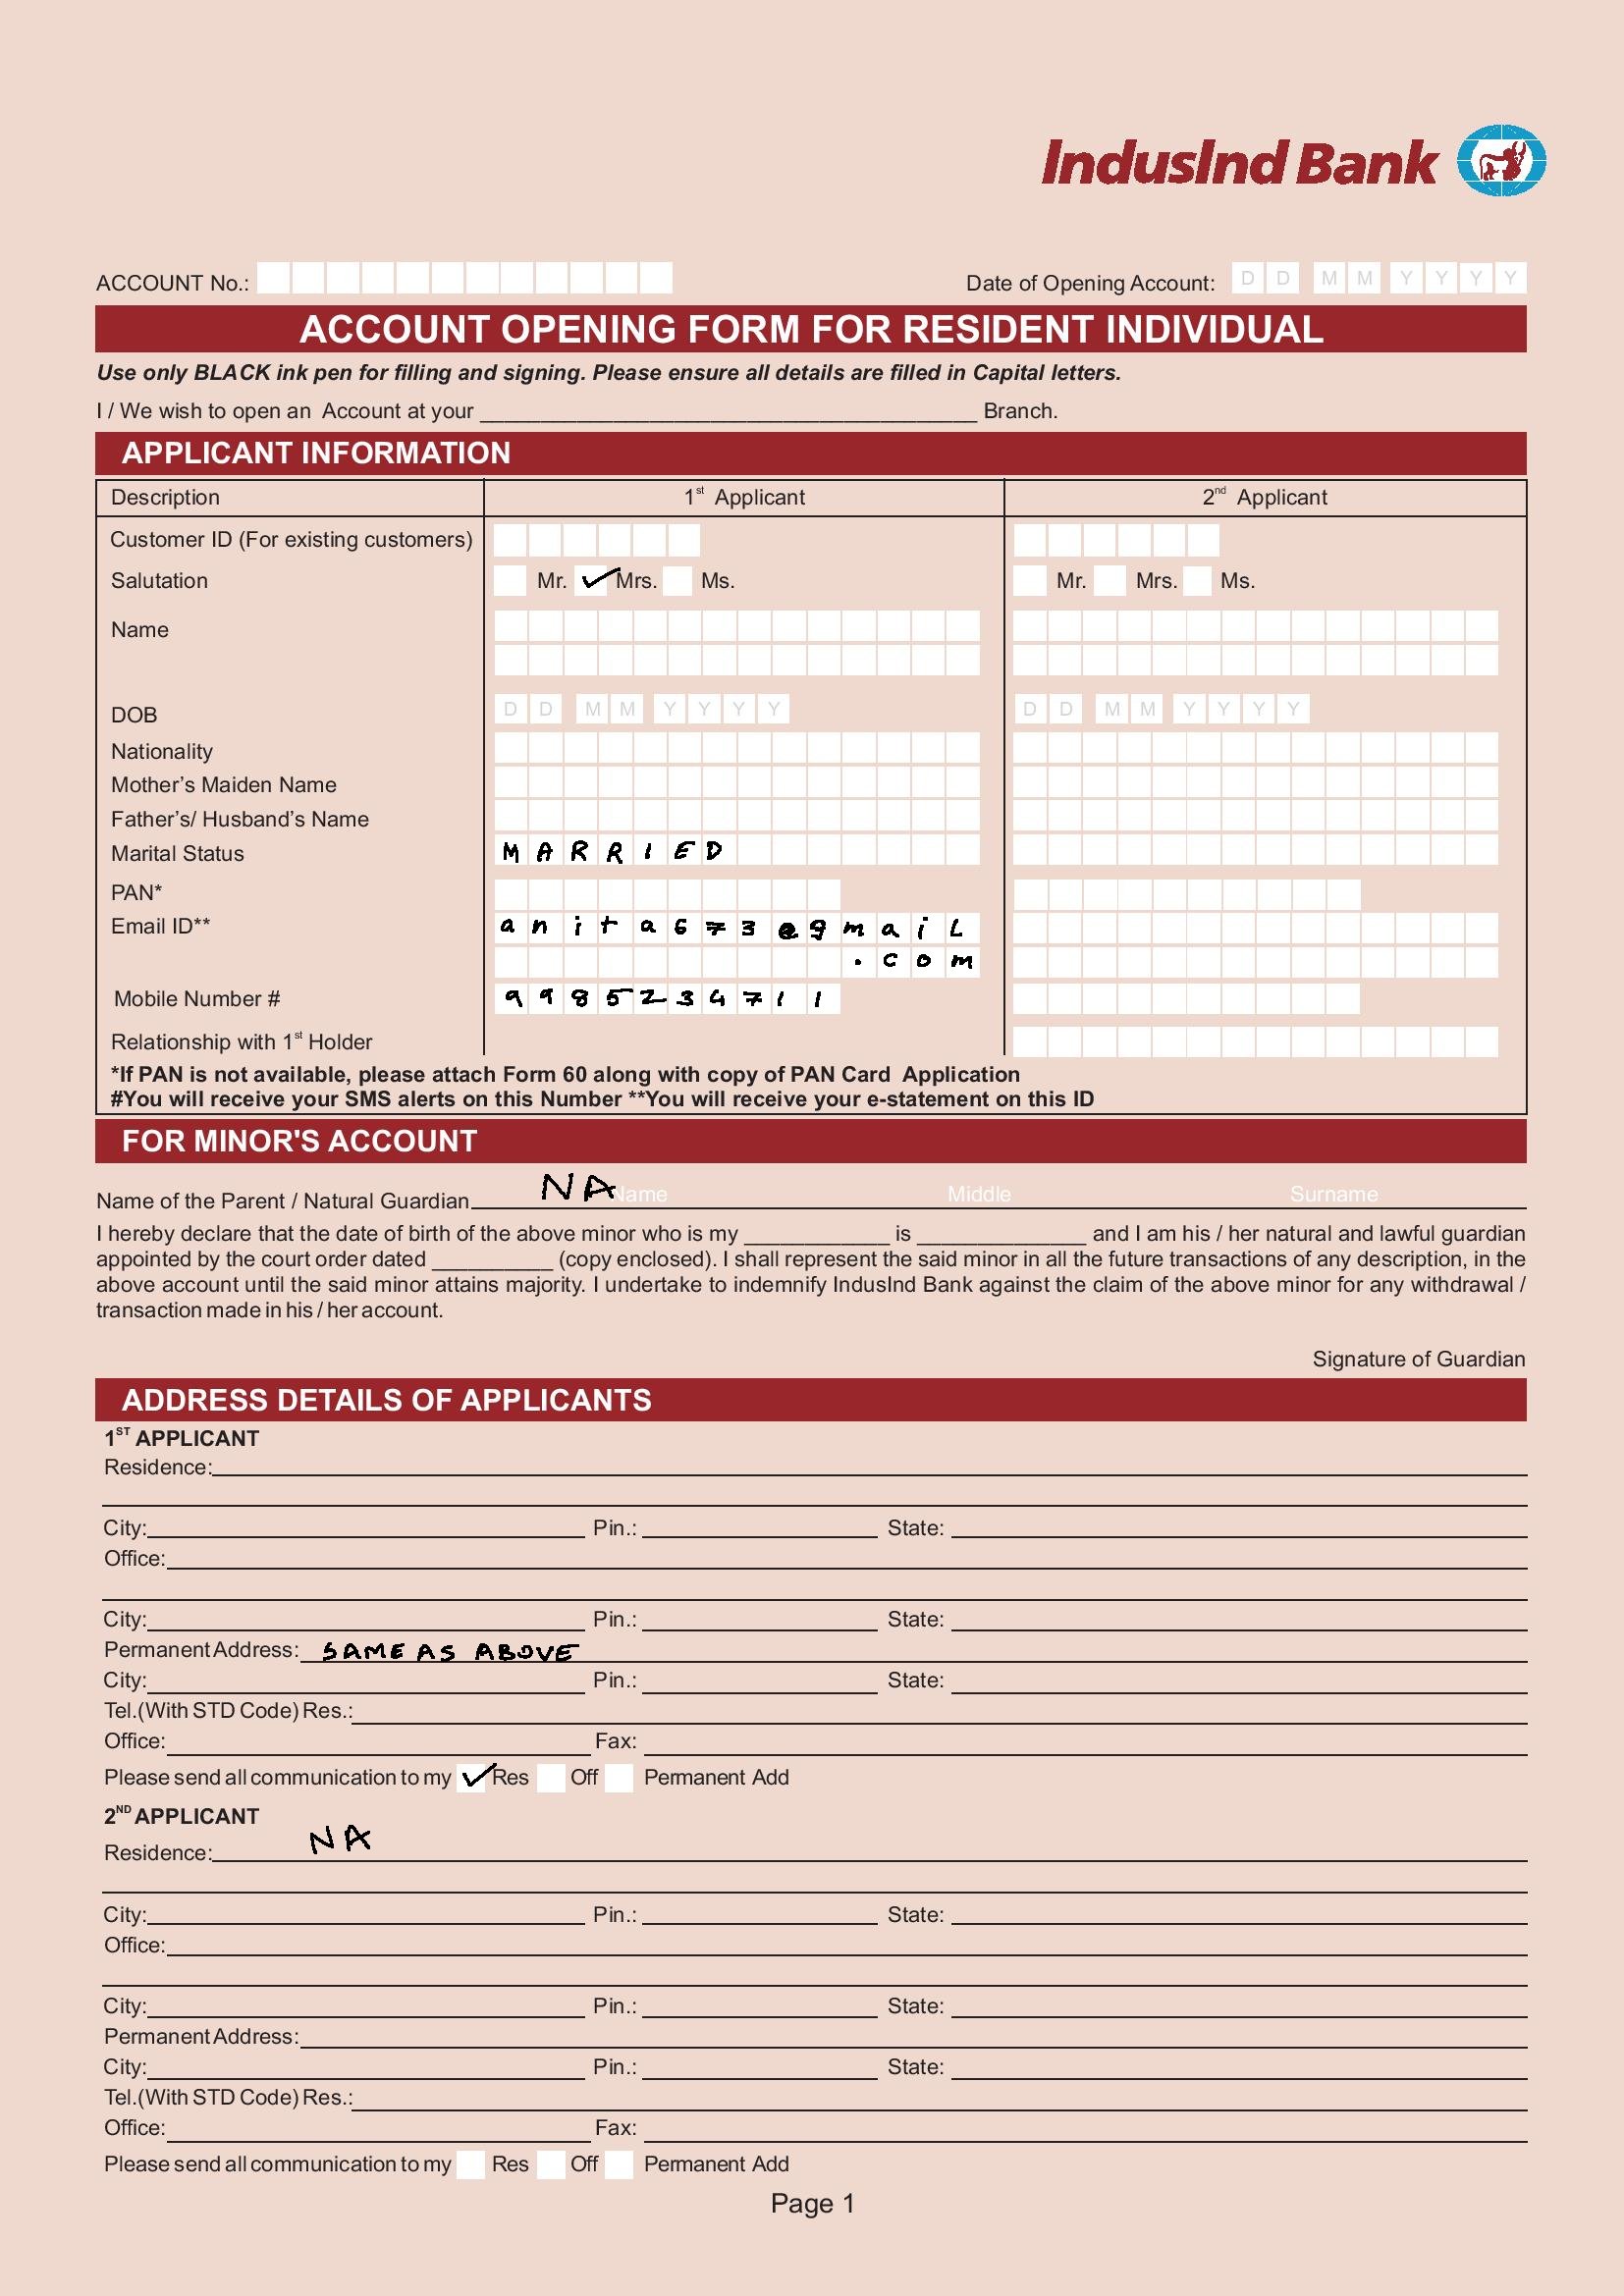 IndusInd Bank
ACCOUNT No.: Date of Opening Account: D D M M Y Y Y Y
ACCOUNT OPENING FORM FOR RESIDENT INDIVIDUAL
Use only BLACK ink pen for filling and signing. Please ensure all details are filled in Capital letters.
I / We wish to open an Account at your ______ Branch.
APPLICANT INFORMATION
Description 1st Applicant 2nd Applicant
Customer ID (For existing customers)
Salutation ✓ Mr. Mrs. Ms. Mr. Mrs. Ms.
Name
DOB D D M M Y Y Y Y D D M M Y Y Y Y
Nationality
Mother's Maiden Name
Father's/ Husband's Name
Marital Status MARRIED
PAN*
Email ID** anita673@gmaiL
.com
Mobile Number # 9985234711
Relationship with 1st Holder
*If PAN is not available, please attach Form 60 along with copy of PAN Card Application
#You will receive your SMS alerts on this Number **You will receive your e-statement on this ID
FOR MINOR'S ACCOUNT
Name of the Parent / Natural Guardian NA Name Middle Surname
I hereby declare that the date of birth of the above minor who is my ______ is ______ and I am his / her natural and lawful guardian
appointed by the court order dated ______ (copy enclosed). I shall represent the said minor in all the future transactions of any description, in the
above account until the said minor attains majority. I undertake to indemnify IndusInd Bank against the claim of the above minor for any withdrawal /
transaction made in his / her account.
Signature of Guardian
ADDRESS DETAILS OF APPLICANTS
1ST APPLICANT
Residence:
City: Pin.: State:
Office:
City: Pin.: State:
Permanent Address: SAME AS ABOVE
City: Pin.: State:
Tel.(With STD Code) Res.:
Office: Fax:
Please send all communication to my ✓ Res Off Permanent Add
2ND APPLICANT
Residence: NA
City: Pin.: State:
Office:
City: Pin.: State:
Permanent Address:
City: Pin.: State:
Tel.(With STD Code) Res.:
Office: Fax:
Please send all communication to my Res Off Permanent Add
Page 1